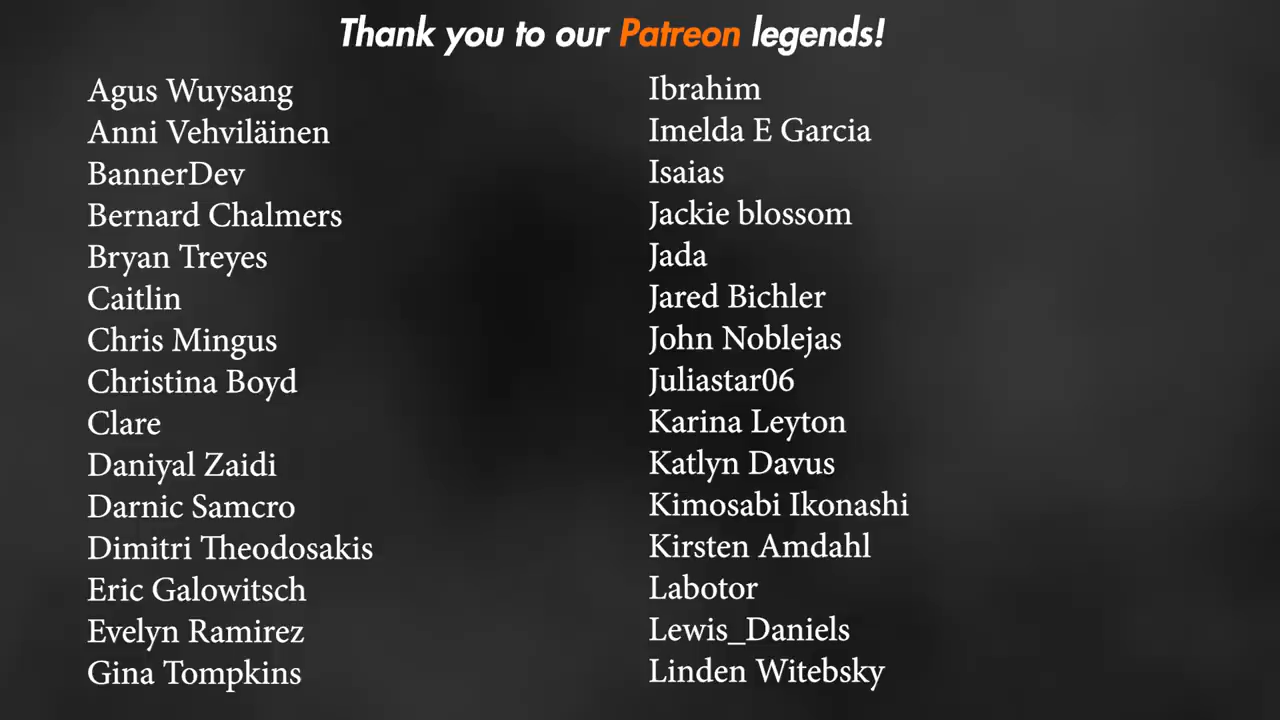 Thank you to our Patreon legends!
Agus Wuysang
Anni Vehviläinen
BannerDev
Bernard Chalmers
Bryan Treyes
Caitlin
Chris Mingus
Christina Boyd
Clare
Daniyal Zaidi
Darnic Samcro
Dimitri Theodosakis
Eric Galowitsch
Evelyn Ramirez
Gina Tompkins
Ibrahim
Imelda E Garcia
Isaias
Jackie blossom
Jada
Jared Bichler
John Noblejas
Juliastar06
Karina Leyton
Katlyn Davus
Kimosabi Ikonashi
Kirsten Amdahl
Labotor
Lewis_Daniels
Linden Witebsky